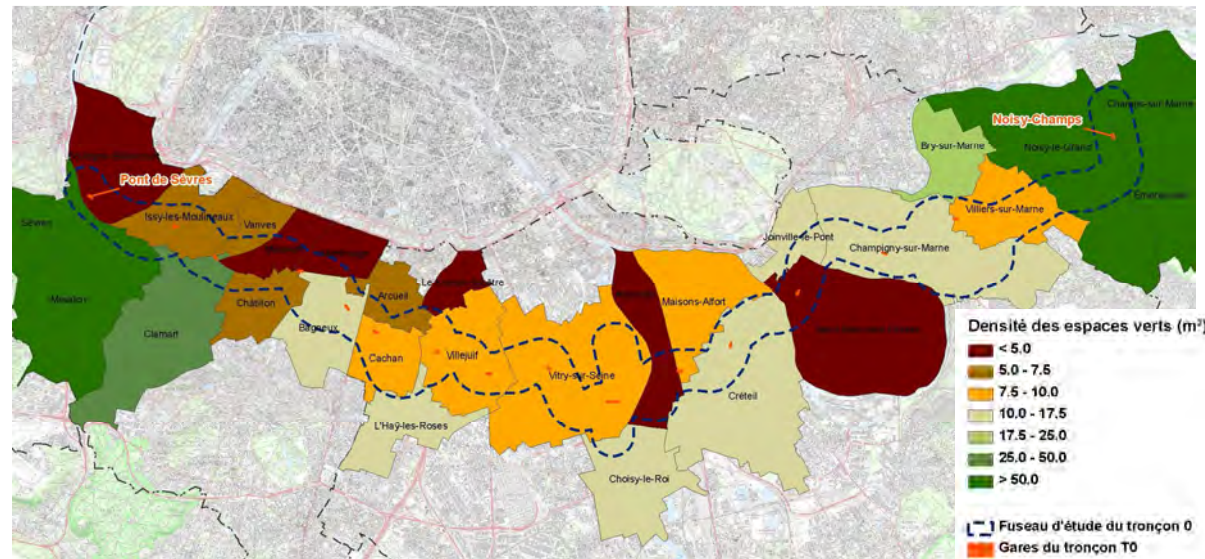 Champs-sur-Marne
Noisy-Champs
Bry-sur-Marne
Noisy-le-Grand
Pont de Sèvres
Emerainville
Villiers-sur-Marne
Issy-les-Moulineaux
Sèvres
Vanves
Joinville-le-Pont
Champigny-sur-Marne
Arcueil
Maisons-Alfort
Meudon
Châtillon
Clamart
Bagneux
Cachan
Villejuif
Vitry-sur-Seine
Créteil
L'Haÿ-les-Roses
Choisy-le-Roi
Densité des espaces verts (m²)
< 5.0
5.0 - 7.5
7.5 - 10.0
10.0 - 17.5
17.5 - 25.0
25.0 - 50.0
> 50.0
Fuseau d'étude du tronçon 0
Gares du tronçon T0